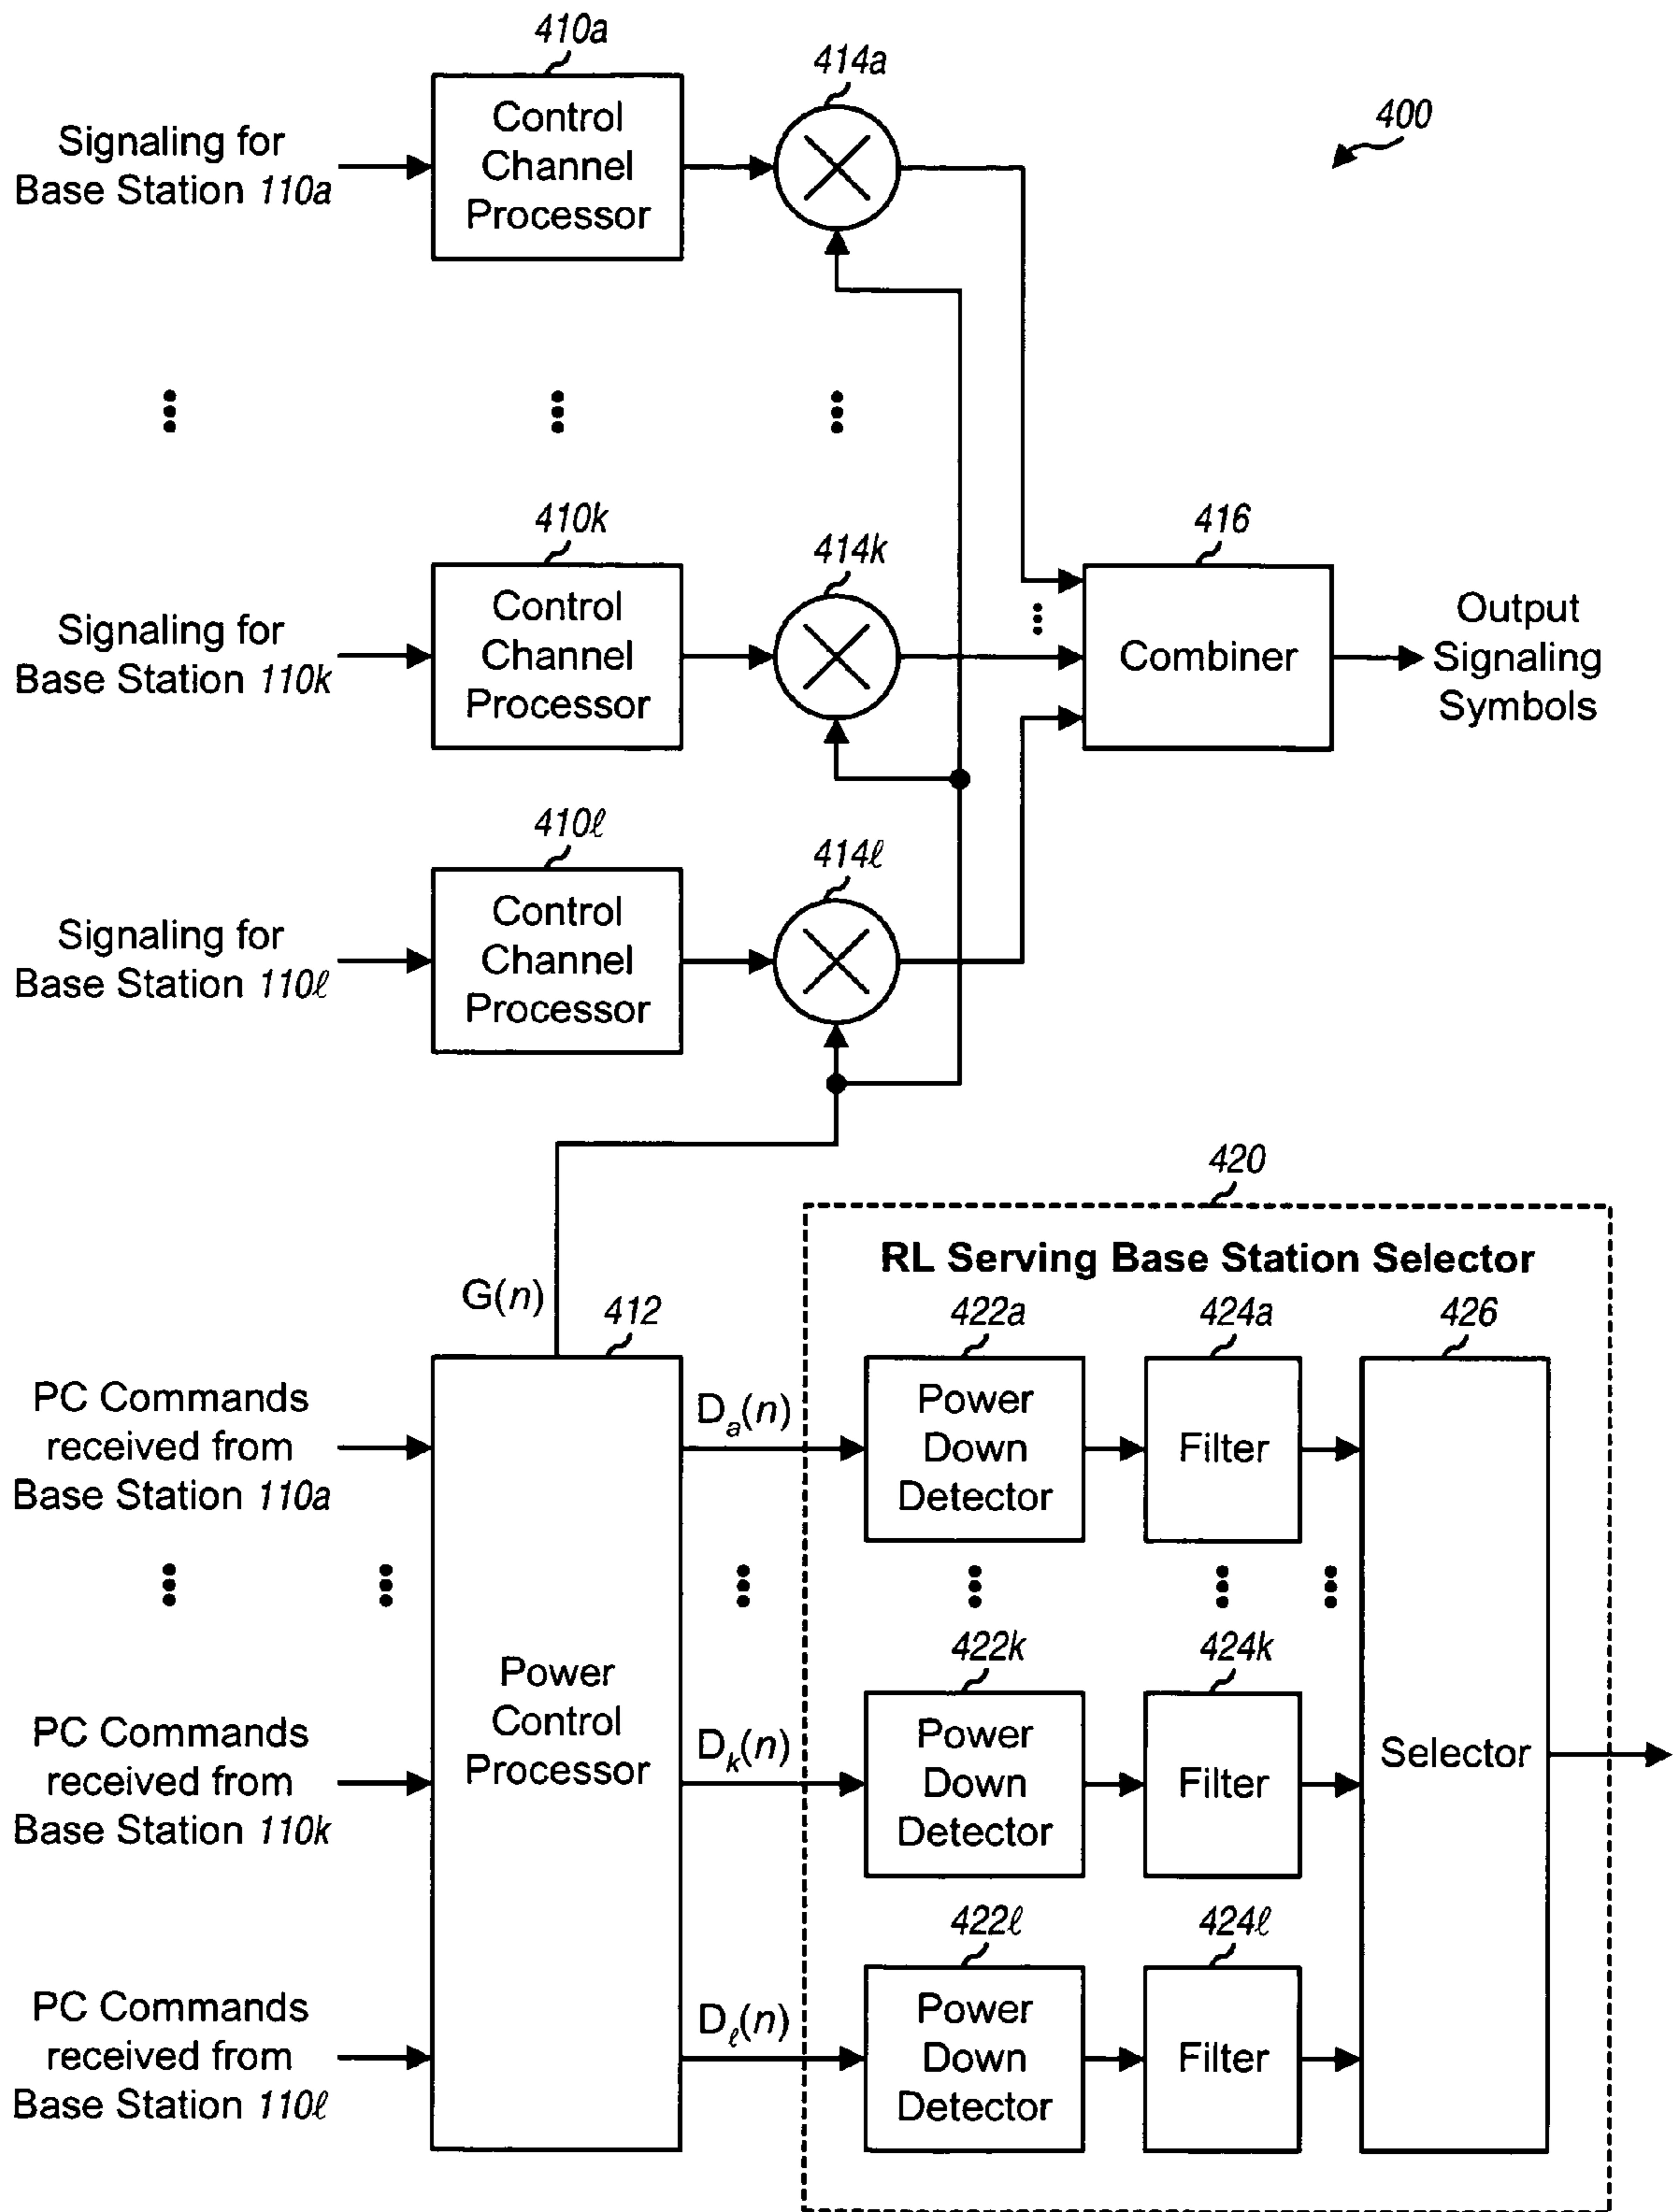 410a
414a
400
Signaling for
Base Station 110a
Control
Channel
Processor
410k
414k
416
Signaling for
Base Station 110k
Control
Channel
Processor
Combiner
Output
Signaling
Symbols
410ℓ
414ℓ
Signaling for
Base Station 110ℓ
Control
Channel
Processor
420
RL Serving Base Station Selector
G(n)
412
422a
424a
426
PC Commands
received from
Base Station 110a
Dₐ(n)
Power
Down
Detector
Filter
422k
424k
Power
Control
Processor
PC Commands
received from
Base Station 110k
Dₖ(n)
Power
Down
Detector
Filter
Selector
422ℓ
424ℓ
PC Commands
received from
Base Station 110ℓ
D_ℓ(n)
Power
Down
Detector
Filter